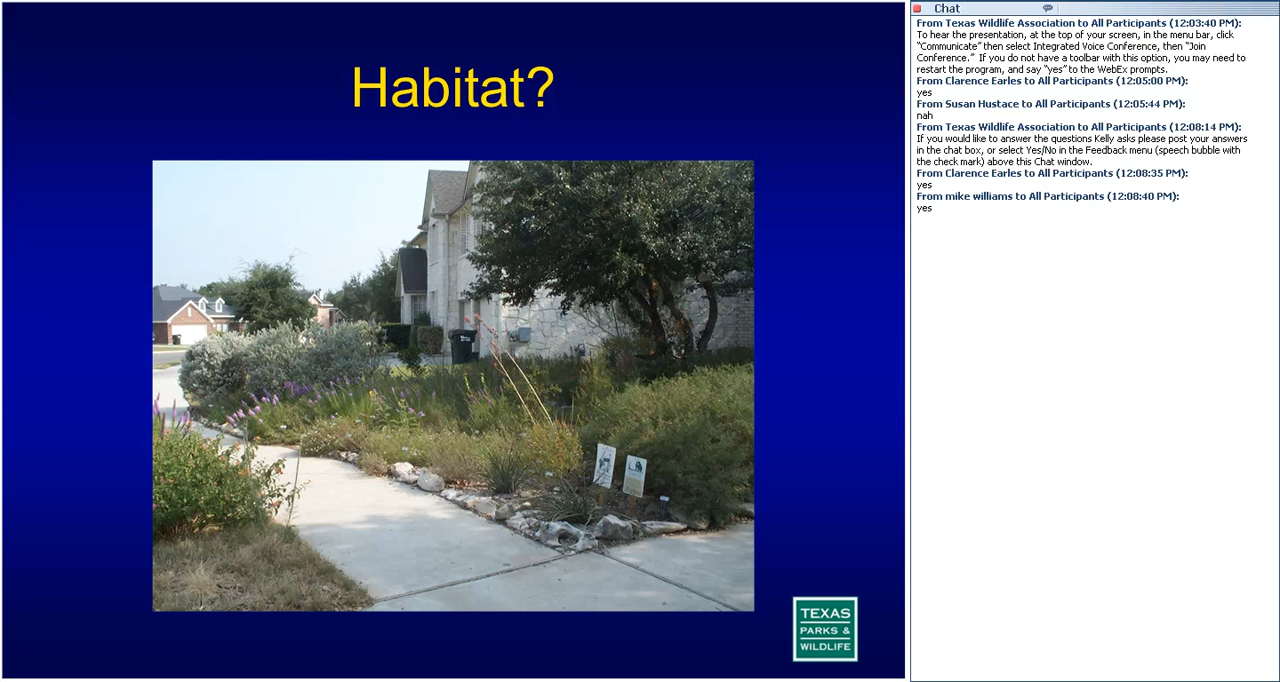 Habitat?
TEXAS
PARKS &
WILDLIFE
Chat
From Texas Wildlife Association to All Participants (12:03:40 PM):
To hear the presentation, at the top of your screen, in the menu bar, click
"Communicate" then select Integrated Voice Conference, then "Join
Conference." If you do not have a toolbar with this option, you may need to
restart the program, and say "yes" to the WebEx prompts.
From Clarence Earles to All Participants (12:05:00 PM):
yes
From Susan Hustace to All Participants (12:05:44 PM):
nah
From Texas Wildlife Association to All Participants (12:08:14 PM):
If you would like to answer the questions Kelly asks please post your answers
in the chat box, or select Yes/No in the Feedback menu (speech bubble with
the check mark) above this Chat window.
From Clarence Earles to All Participants (12:08:35 PM):
yes
From mike williams to All Participants (12:08:40 PM):
yes